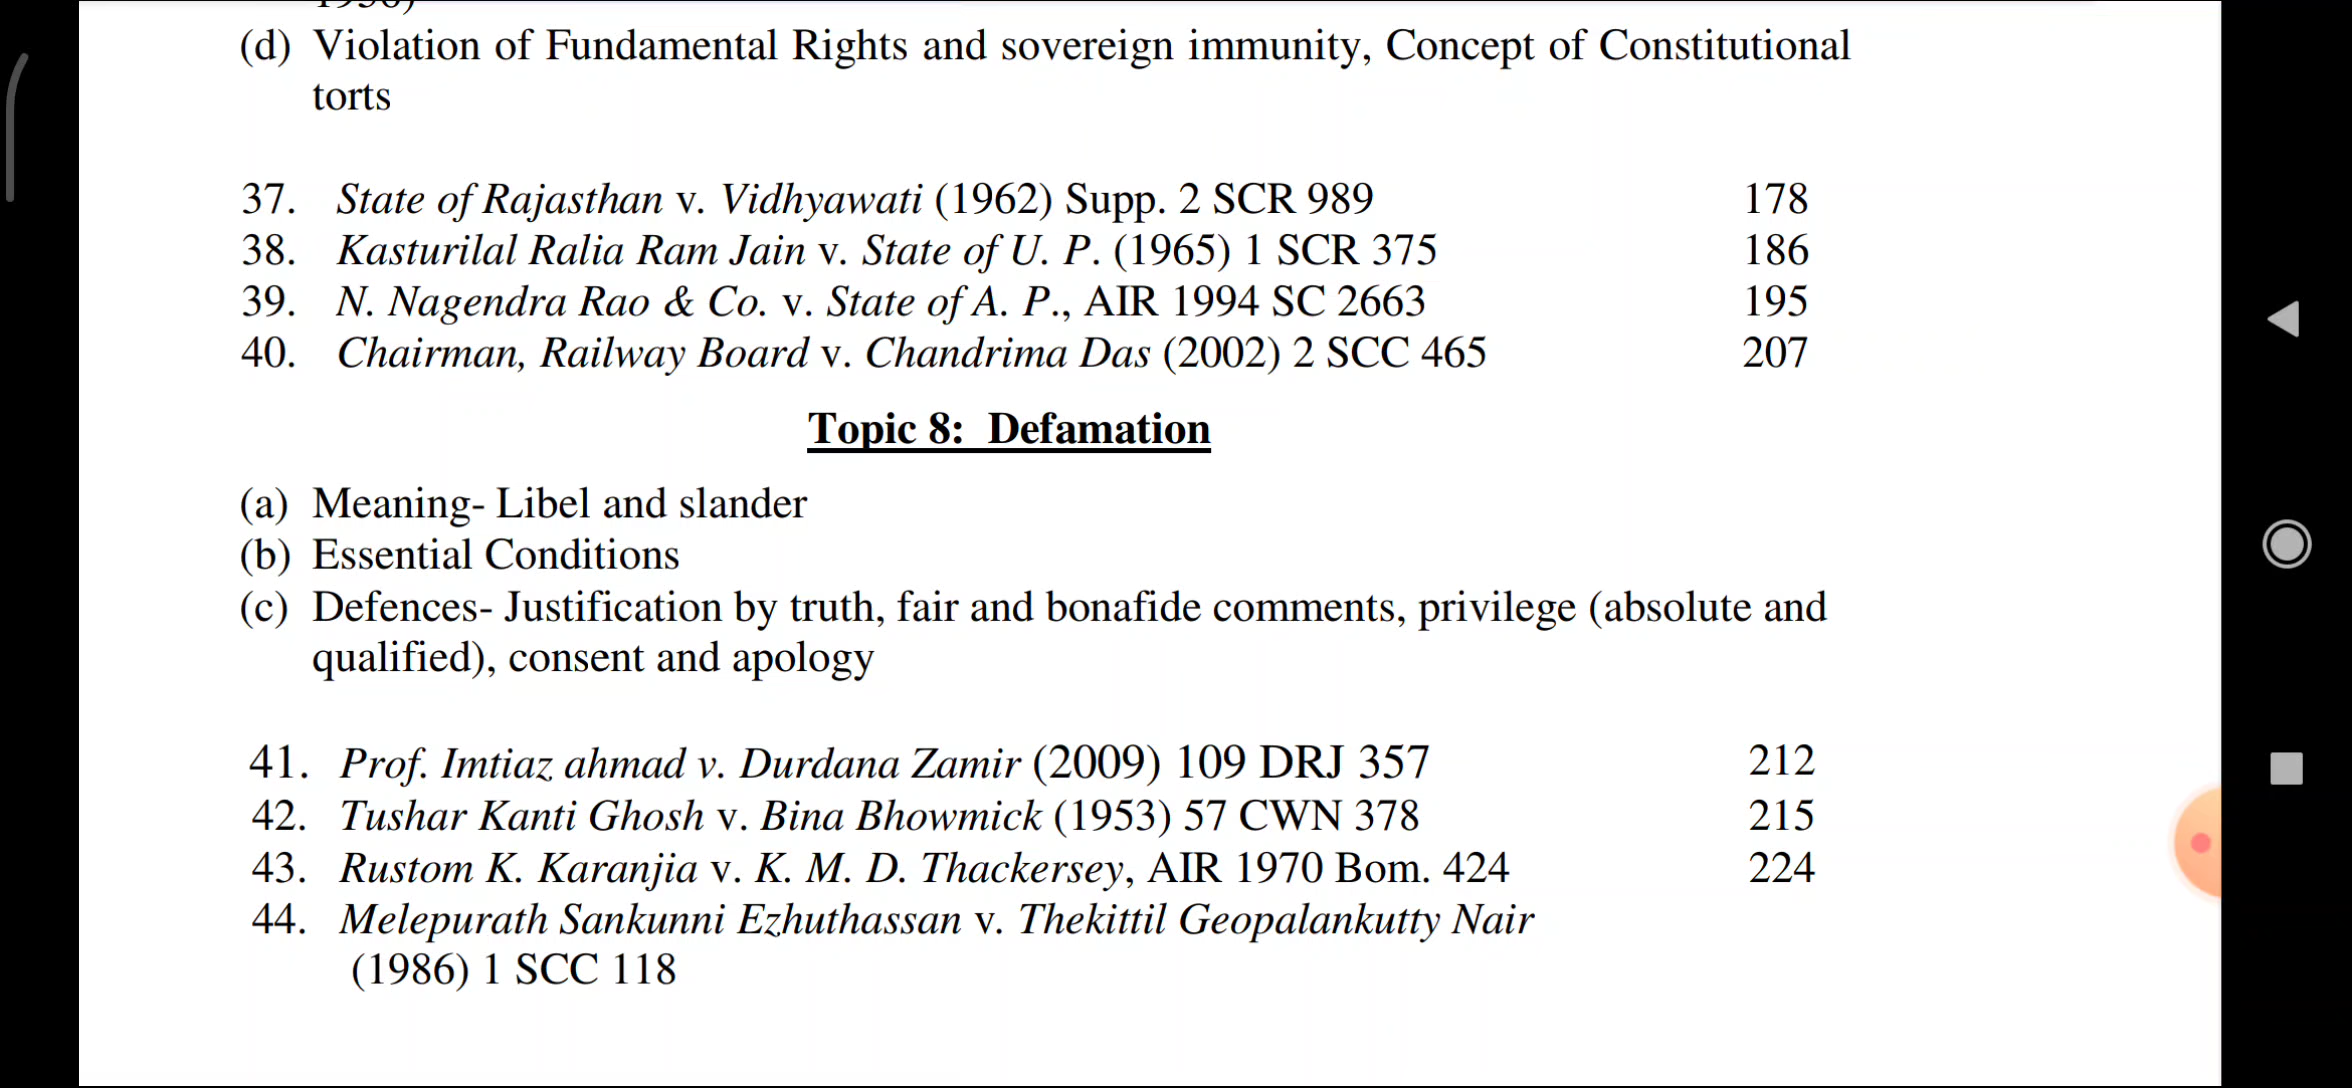 (d) Violation of Fundamental Rights and sovereign immunity, Concept of Constitutional
torts
37. State of Rajasthan v. Vidhyawati (1962) Supp. 2 SCR 989 178
38. Kasturilal Ralia Ram Jain v. State of U. P. (1965) 1 SCR 375 186
39. N. Nagendra Rao & Co. v. State of A. P., AIR 1994 SC 2663 195
40. Chairman, Railway Board v. Chandrima Das (2002) 2 SCC 465 207
Topic 8: Defamation
(a) Meaning- Libel and slander
(b) Essential Conditions
(c) Defences- Justification by truth, fair and bonafide comments, privilege (absolute and
qualified), consent and apology
41. Prof. Imtiaz ahmad v. Durdana Zamir (2009) 109 DRJ 357 212
42. Tushar Kanti Ghosh v. Bina Bhowmick (1953) 57 CWN 378 215
43. Rustom K. Karanjia v. K. M. D. Thackersey, AIR 1970 Bom. 424 224
44. Melepurath Sankunni Ezhuthassan v. Thekittil Geopalankutty Nair
(1986) 1 SCC 118